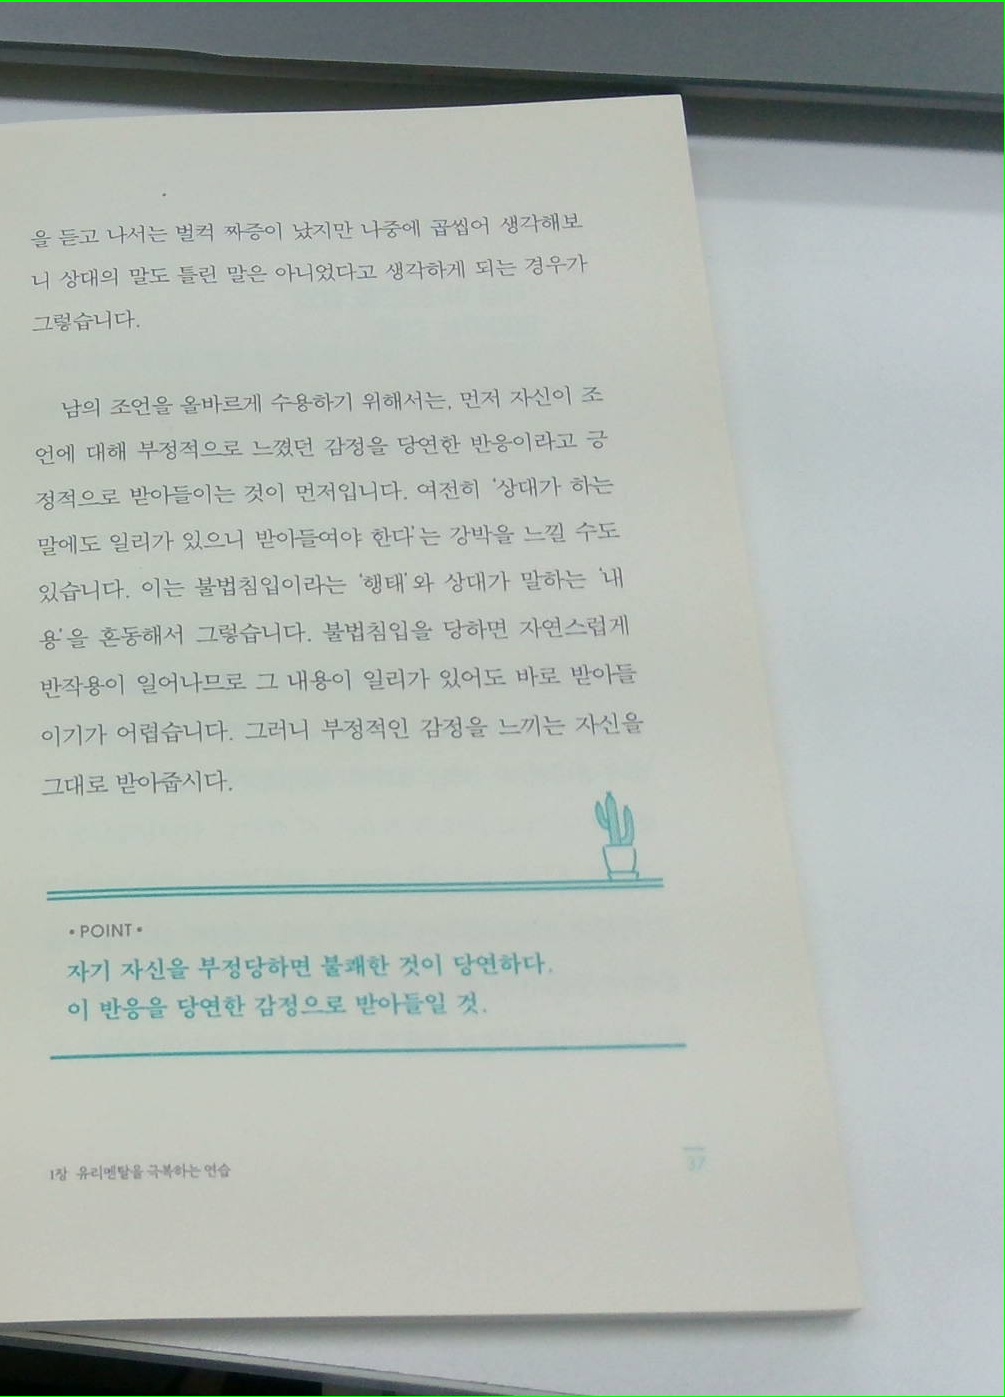 을 듣고 나서는 벌컥 짜증이 났지만 나중에 곱씹어 생각해보
니 상대의 말도 틀린 말은 아니었다고 생각하게 되는 경우가
그렇습니다.
남의 조언을 올바르게 수용하기 위해서는, 먼저 자신이 조
언에 대해 부정적으로 느꼈던 감정을 당연한 반응이라고 긍
정적으로 받아들이는 것이 먼저입니다. 여전히 '상대가 하는
말에도 일리가 있으니 받아들여야 한다'는 강박을 느낄 수도
있습니다. 이는 불법침입이라는 '행태'와 상대가 말하는 '내
용'을 혼동해서 그렇습니다. 불법침입을 당하면 자연스럽게
반작용이 일어나므로 그 내용이 일리가 있어도 바로 받아들
이기가 어렵습니다. 그러니 부정적인 감정을 느끼는 자신을
그대로 받아줍시다.
• POINT •
자기 자신을 부정당하면 불쾌한 것이 당연하다.
이 반응을 당연한 감정으로 받아들일 것.
1장 유리멘탈을 극복하는 연습
37